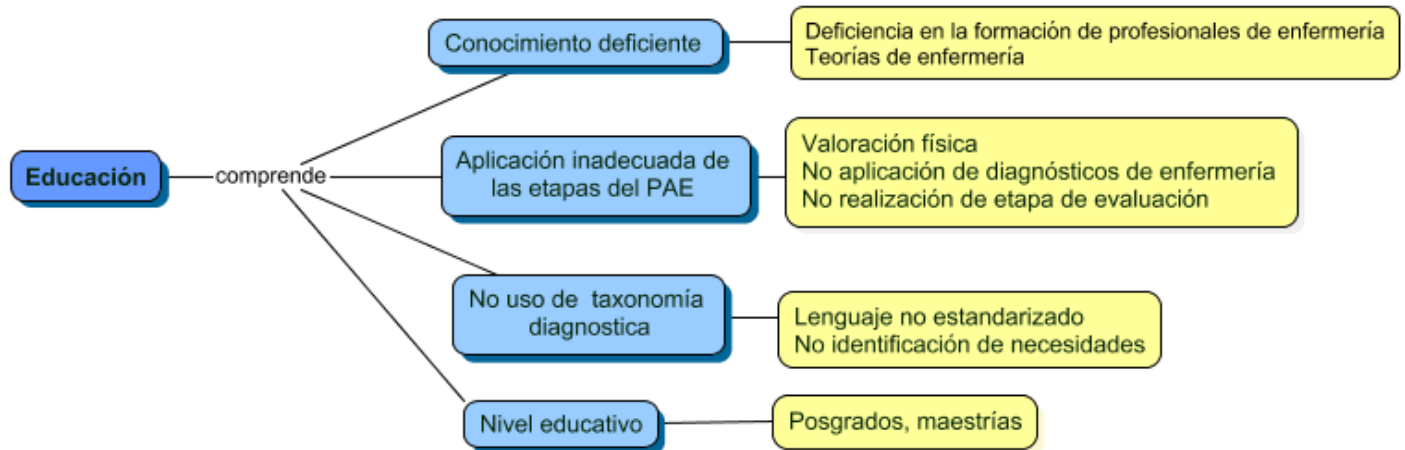 Educación
comprende
Conocimiento deficiente
Deficiencia en la formación de profesionales de enfermería
Teorías de enfermería
Aplicación inadecuada de
las etapas del PAE
Valoración física
No aplicación de diagnósticos de enfermería
No realización de etapa de evaluación
No uso de taxonomía
diagnostica
Lenguaje no estandarizado
No identificación de necesidades
Nivel educativo
Posgrados, maestrías